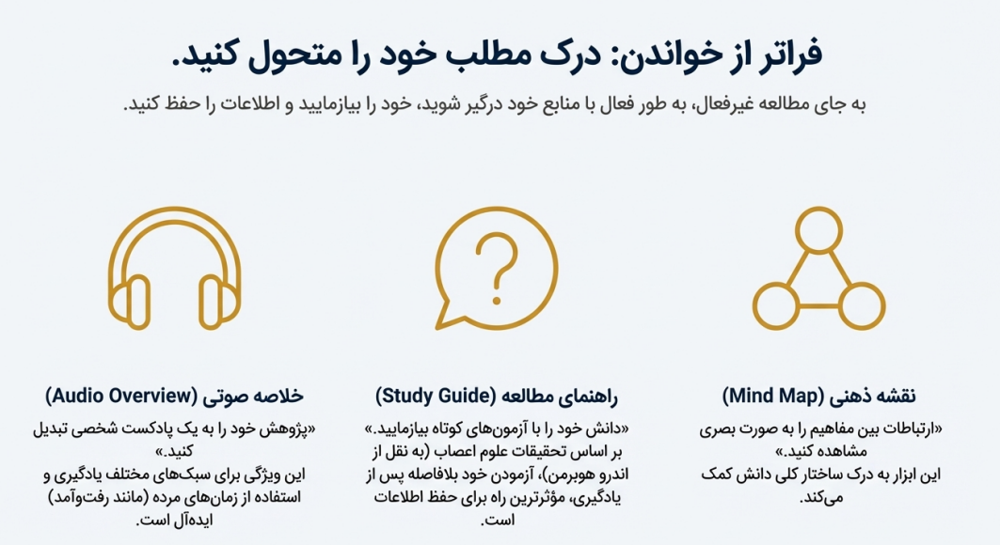 فراتر از خواندن: درک مطلب خود را متحول کنید.
به جای مطالعه غیرفعال، به طور فعال با منابع خود درگیر شوید، خود را بیازمایید و اطلاعات را حفظ کنید.
نقشه ذهنی (Mind Map)
«ارتباطات بین مفاهیم را به صورت بصری
مشاهده کنید.»
این ابزار به درک ساختار کلی دانش کمک
می‌کند.
راهنمای مطالعه (Study Guide)
«دانش خود را با آزمون‌های کوتاه بیازمایید.»
بر اساس تحقیقات علوم اعصاب (به نقل از
اندرو هوبرمن)، آزمودن خود بلافاصله پس از
یادگیری، مؤثرترین راه برای حفظ اطلاعات
است.
خلاصه صوتی (Audio Overview)
«پژوهش خود را به یک پادکست شخصی تبدیل
کنید.»
این ویژگی برای سبک‌های مختلف یادگیری و
استفاده از زمان‌های مرده (مانند رفت‌وآمد)
ایده‌آل است.